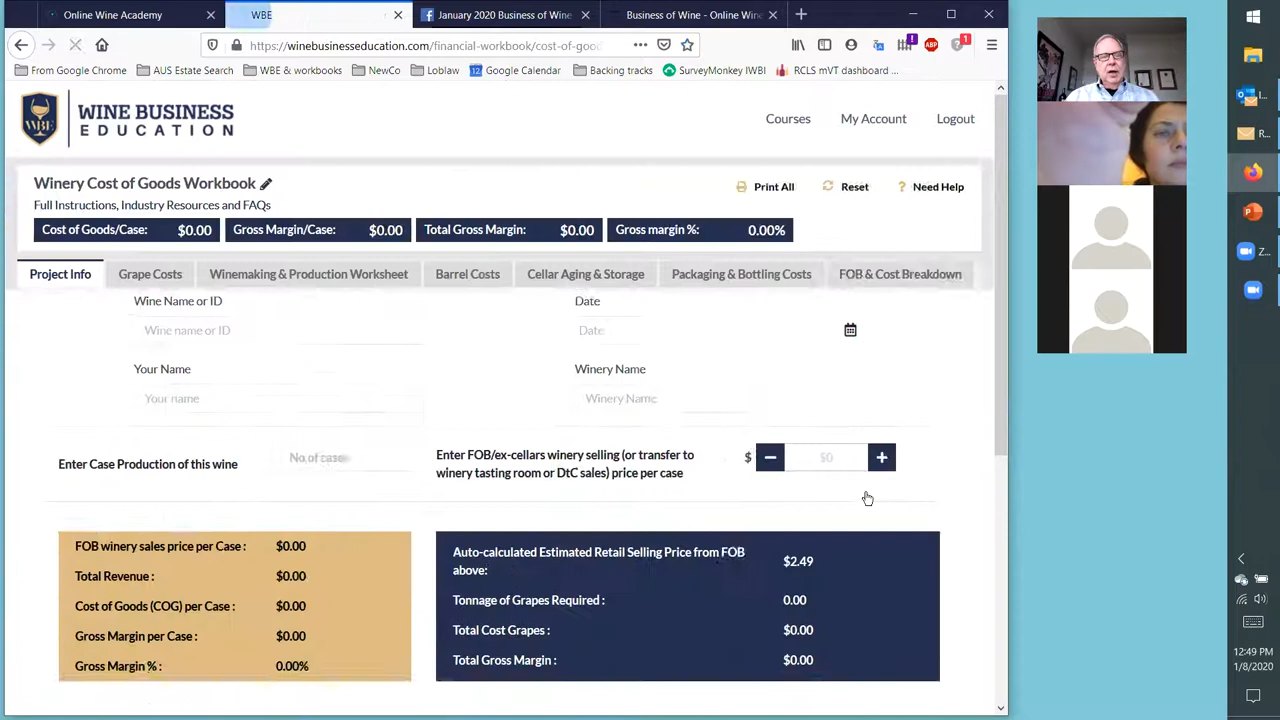 Online Wine Academy
WBE
January 2020 Business of Wine
Business of Wine - Online Wine
https://winebusinesseducation.com/financial-workbook/cost-of-good
From Google Chrome
AUS Estate Search
WBE & workbooks
NewCo
Loblaw
Google Calendar
Backing tracks
SurveyMonkey IWBI
RCLS mVT Dashboard ...
WBE
WINE BUSINESS
EDUCATION
Courses
My Account
Logout
Winery Cost of Goods Workbook
Print All
Reset
? Need Help
Full Instructions, Industry Resources and FAQs
Cost of Goods/Case: $0.00
Gross Margin/Case: $0.00
Total Gross Margin: $0.00
Gross margin %: 0.00%
Project Info
Grape Costs
Winemaking & Production Worksheet
Barrel Costs
Cellar Aging & Storage
Packaging & Bottling Costs
FOB & Cost Breakdown
Wine Name or ID
Date
Wine name or ID
Date
Your Name
Winery Name
Your name
Winery Name
Enter Case Production of this wine
No.of cases
Enter FOB/ex-cellars winery selling (or transfer to
winery tasting room or DtC sales) price per case
$ − $0 +
FOB winery sales price per Case : $0.00
Total Revenue : $0.00
Cost of Goods (COG) per Case : $0.00
Gross Margin per Case : $0.00
Gross Margin % : 0.00%
Auto-calculated Estimated Retail Selling Price from FOB
above: $2.49
Tonnage of Grapes Required : 0.00
Total Cost Grapes : $0.00
Total Gross Margin : $0.00
I...
R...
Z...
12:49 PM
1/8/2020